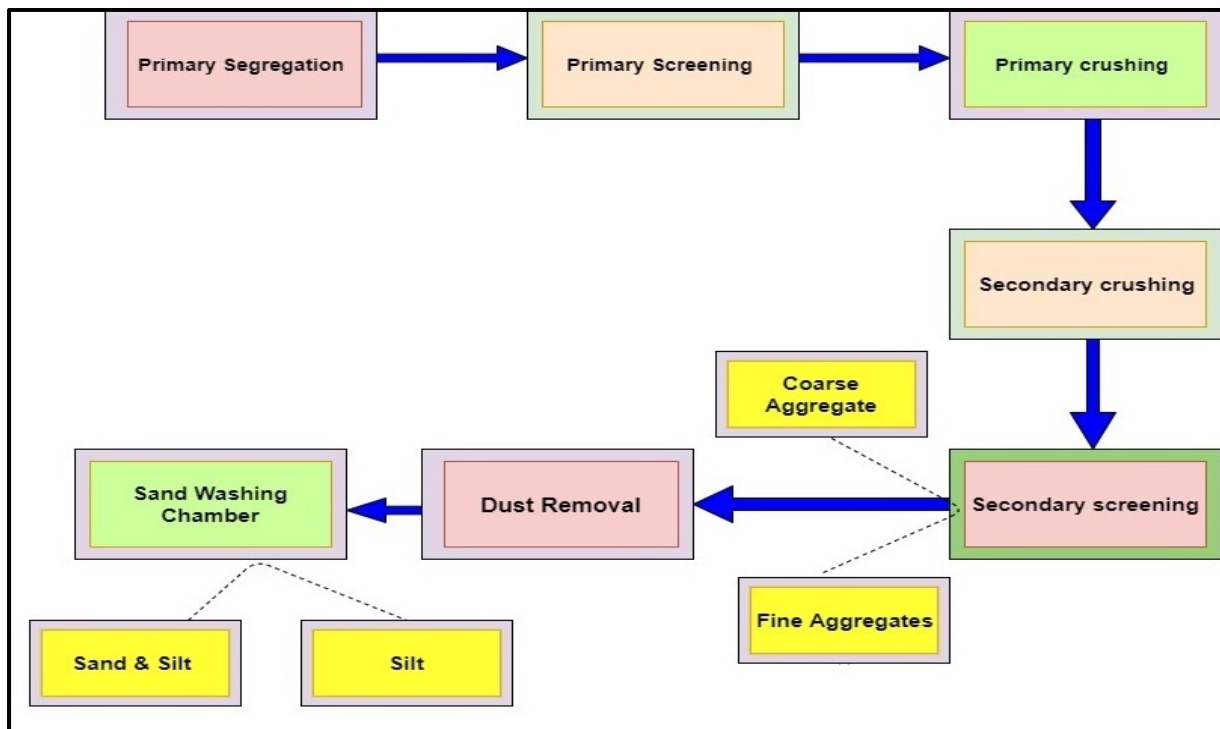 Primary Segregation
Primary Screening
Primary crushing
Secondary crushing
Coarse
Aggregate
Secondary screening
Dust Removal
Sand Washing
Chamber
Fine Aggregates
Sand & Silt
Silt